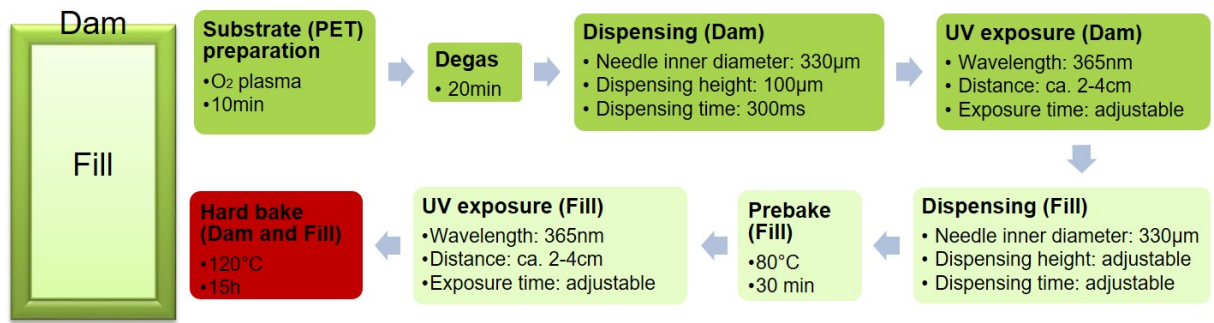 Dam
Fill
Substrate (PET)
preparation
•O₂ plasma
•10min
Degas
• 20min
Dispensing (Dam)
• Needle inner diameter: 330µm
• Dispensing height: 100µm
• Dispensing time: 300ms
UV exposure (Dam)
• Wavelength: 365nm
• Distance: ca. 2-4cm
• Exposure time: adjustable
Dispensing (Fill)
• Needle inner diameter: 330µm
• Dispensing height: adjustable
• Dispensing time: adjustable
Prebake
(Fill)
•80°C
•30 min
UV exposure (Fill)
•Wavelength: 365nm
•Distance: ca. 2-4cm
•Exposure time: adjustable
Hard bake
(Dam and Fill)
•120°C
•15h